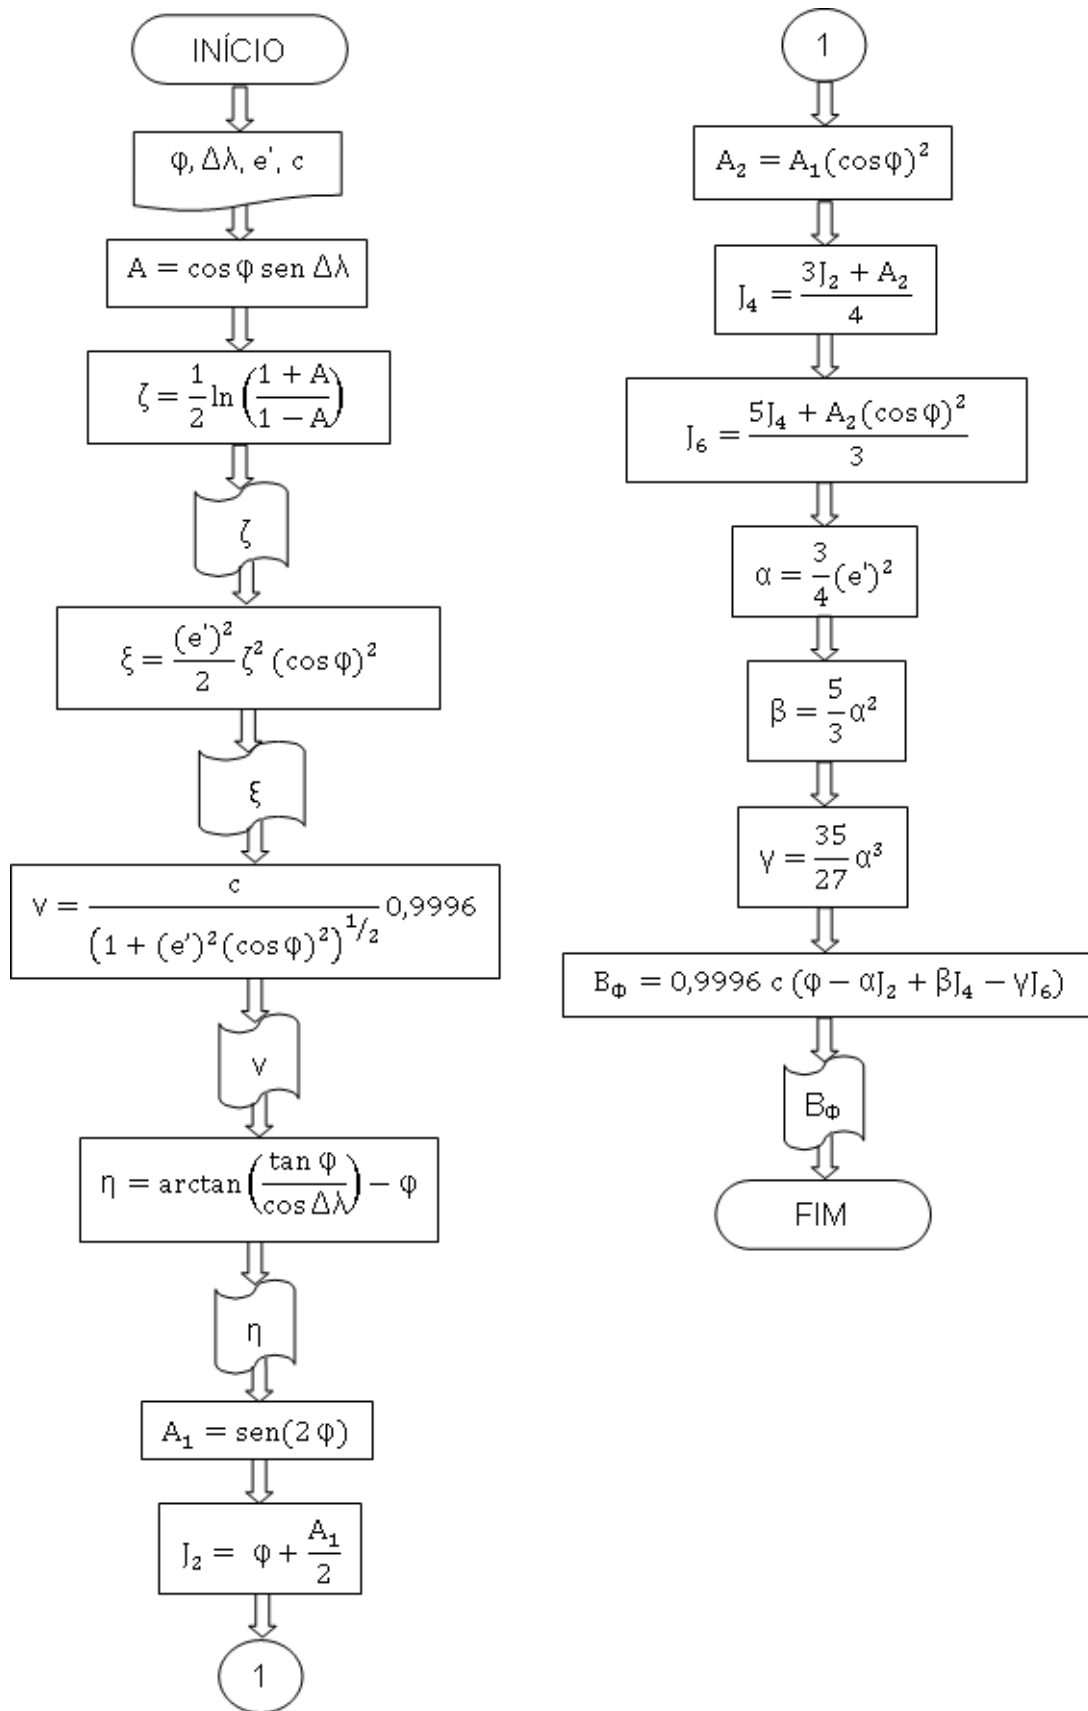 INÍCIO
φ, Δλ, e', c
A = cos φ sen Δλ
ζ = 1/2 ln((1 + A)/(1 − A))
ζ
ξ = (e')²/2 ζ² (cos φ)²
ξ
ν = c/(1 + (e')²(cos φ)²)^1/2 0,9996
ν
η = arctan(tan φ/cos Δλ) − φ
η
A₁ = sen(2 φ)
J₂ = φ + A₁/2
1
1
A₂ = A₁(cos φ)²
J₄ = (3J₂ + A₂)/4
J₆ = (5J₄ + A₂(cos φ)²)/3
α = 3/4 (e')²
β = 5/3 α²
γ = 35/27 α³
B_Φ = 0,9996 c (φ − αJ₂ + βJ₄ − γJ₆)
B_Φ
FIM